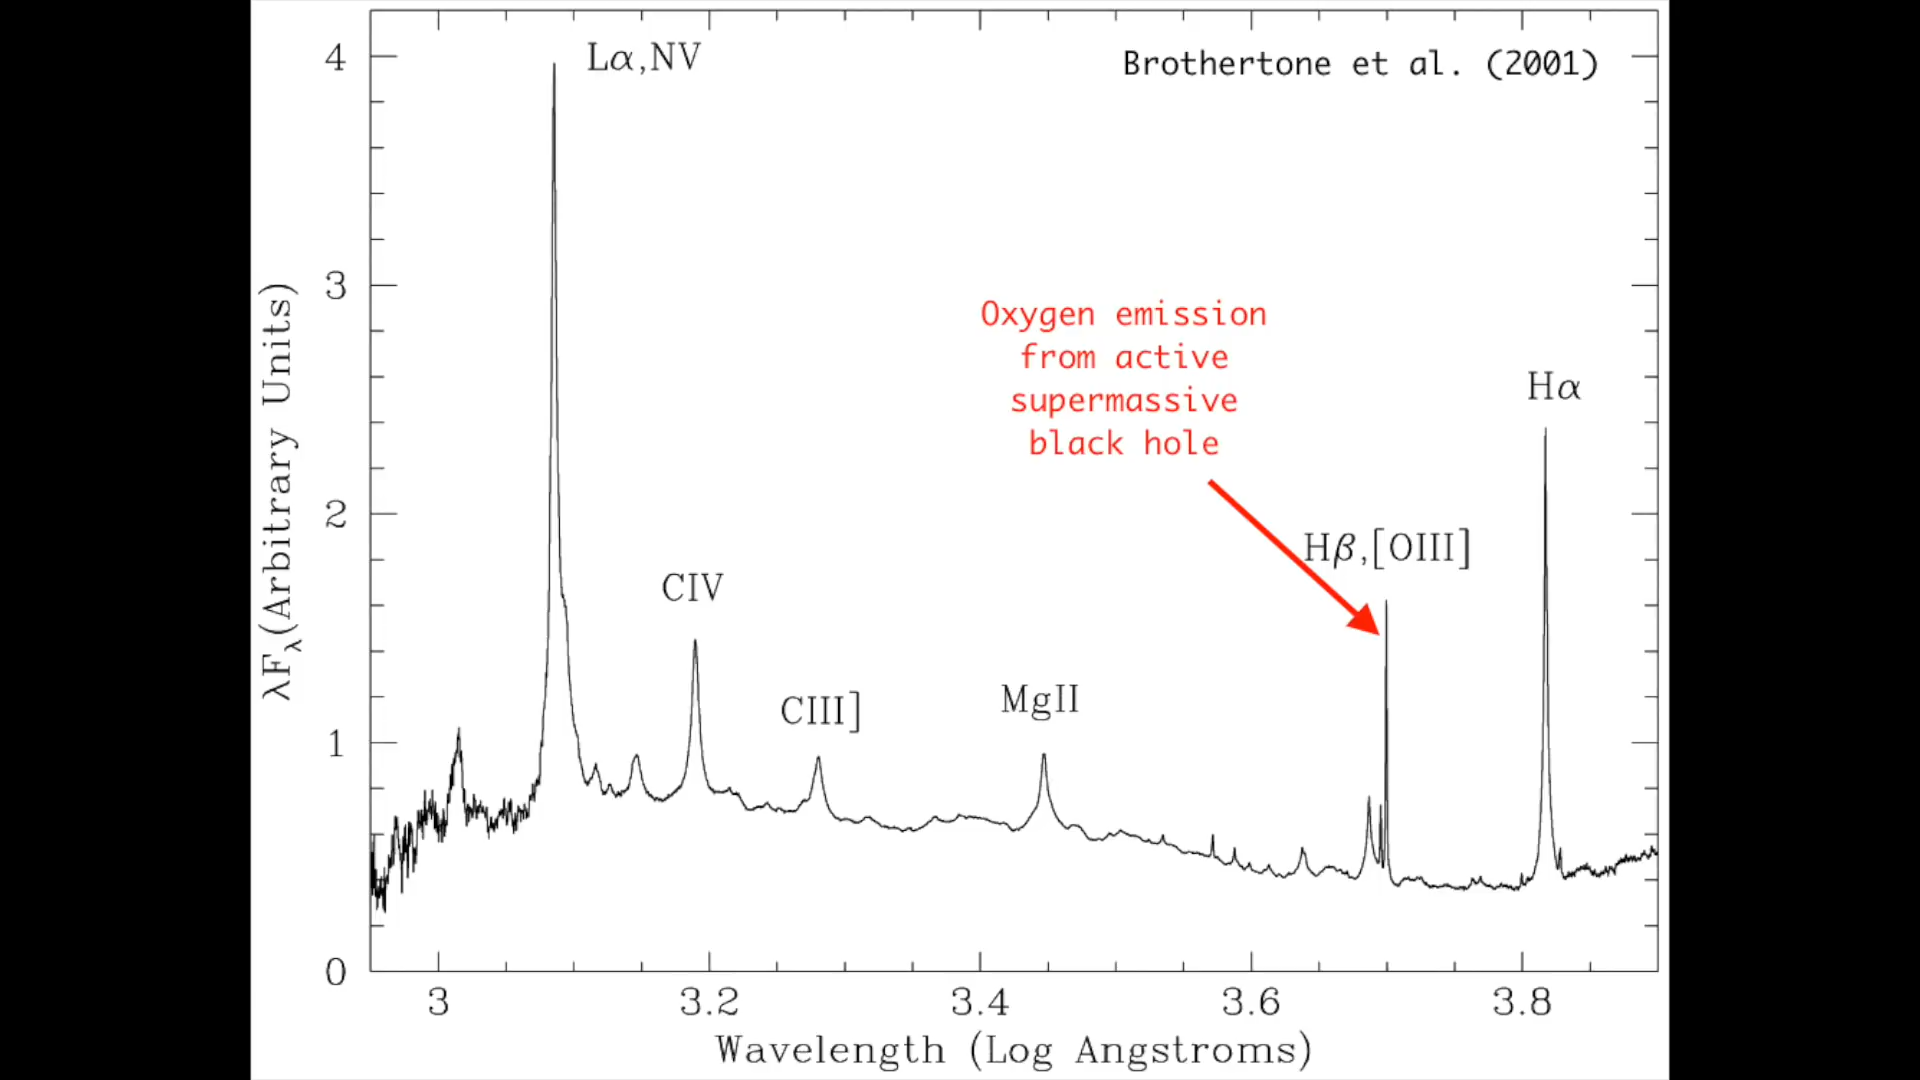 Lα,NV
Brothertone et al. (2001)
4
3
2
1
0
λFλ(Arbitrary Units)
Oxygen emission
from active
supermassive
black hole
Hα
Hβ,[OIII]
CIV
CIII]
MgII
3
3.2
3.4
3.6
3.8
Wavelength (Log Angstroms)